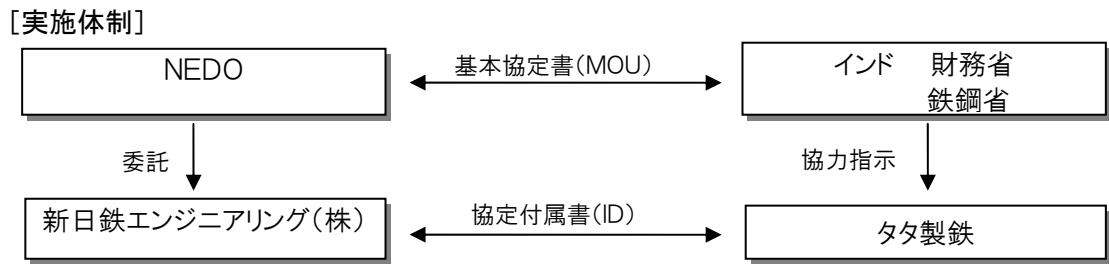 [実施体制]
NEDO
基本協定書(MOU)
インド 財務省
鉄鋼省
委託
協力指示
新日鉄エンジニアリング(株)
協定付属書(ID)
タタ製鉄